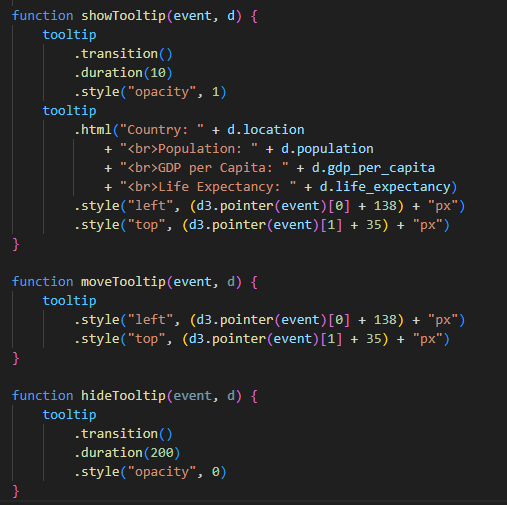 function showTooltip(event, d) {
    tooltip
        .transition()
        .duration(10)
        .style("opacity", 1)
    tooltip
        .html("Country: " + d.location
            + "<br>Population: " + d.population
            + "<br>GDP per Capita: " + d.gdp_per_capita
            + "<br>Life Expectancy: " + d.life_expectancy)
        .style("left", (d3.pointer(event)[0] + 138) + "px")
        .style("top", (d3.pointer(event)[1] + 35) + "px")
}

function moveTooltip(event, d) {
    tooltip
        .style("left", (d3.pointer(event)[0] + 138) + "px")
        .style("top", (d3.pointer(event)[1] + 35) + "px")
}

function hideTooltip(event, d) {
    tooltip
        .transition()
        .duration(200)
        .style("opacity", 0)
}